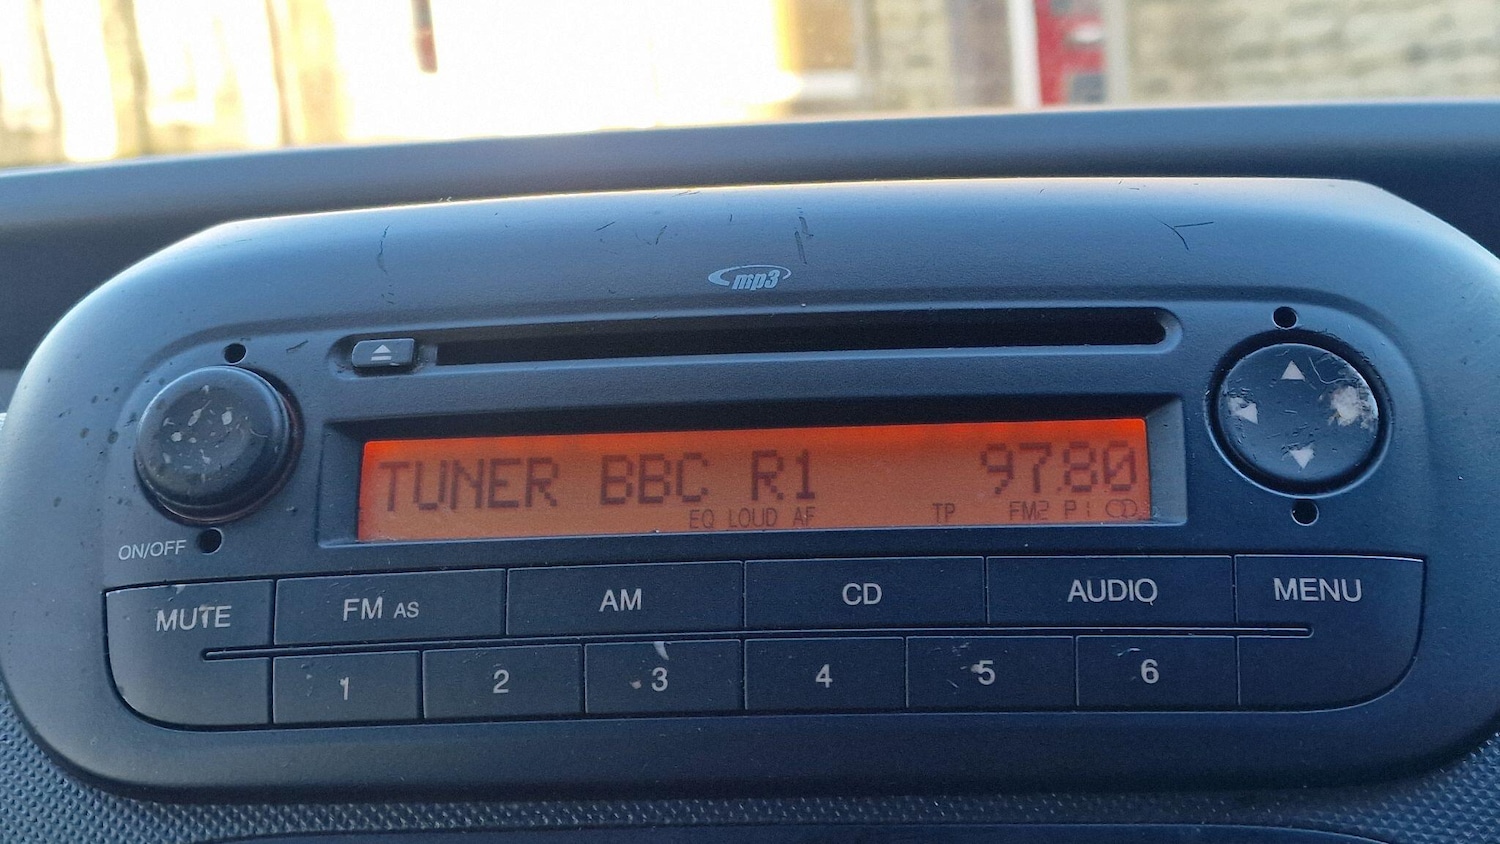 mp3
TUNER BBC R1 97.80
EQ LOUD AF TP FM2 P1
ON/OFF
MUTE FM AS AM CD AUDIO MENU
1 2 3 4 5 6